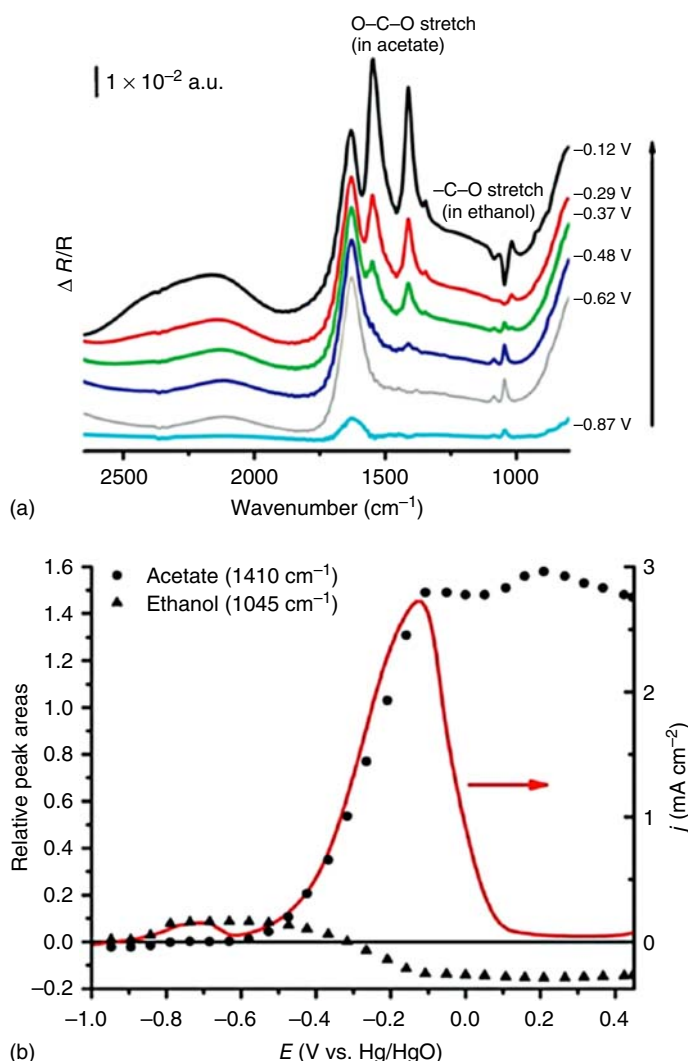 O–C–O stretch
(in acetate)
1 × 10⁻² a.u.
–C–O stretch
(in ethanol)
–0.12 V
–0.29 V
–0.37 V
–0.48 V
–0.62 V
–0.87 V
Δ R/R
2500 2000 1500 1000
Wavenumber (cm⁻¹)
(a)
Acetate (1410 cm⁻¹)
Ethanol (1045 cm⁻¹)
1.6
1.4
1.2
1.0
0.8
0.6
0.4
0.2
0.0
–0.2
Relative peak areas
3
2
1
0
j (mA cm⁻²)
–1.0 –0.8 –0.6 –0.4 –0.2 0.0 0.2 0.4
E (V vs. Hg/HgO)
(b)